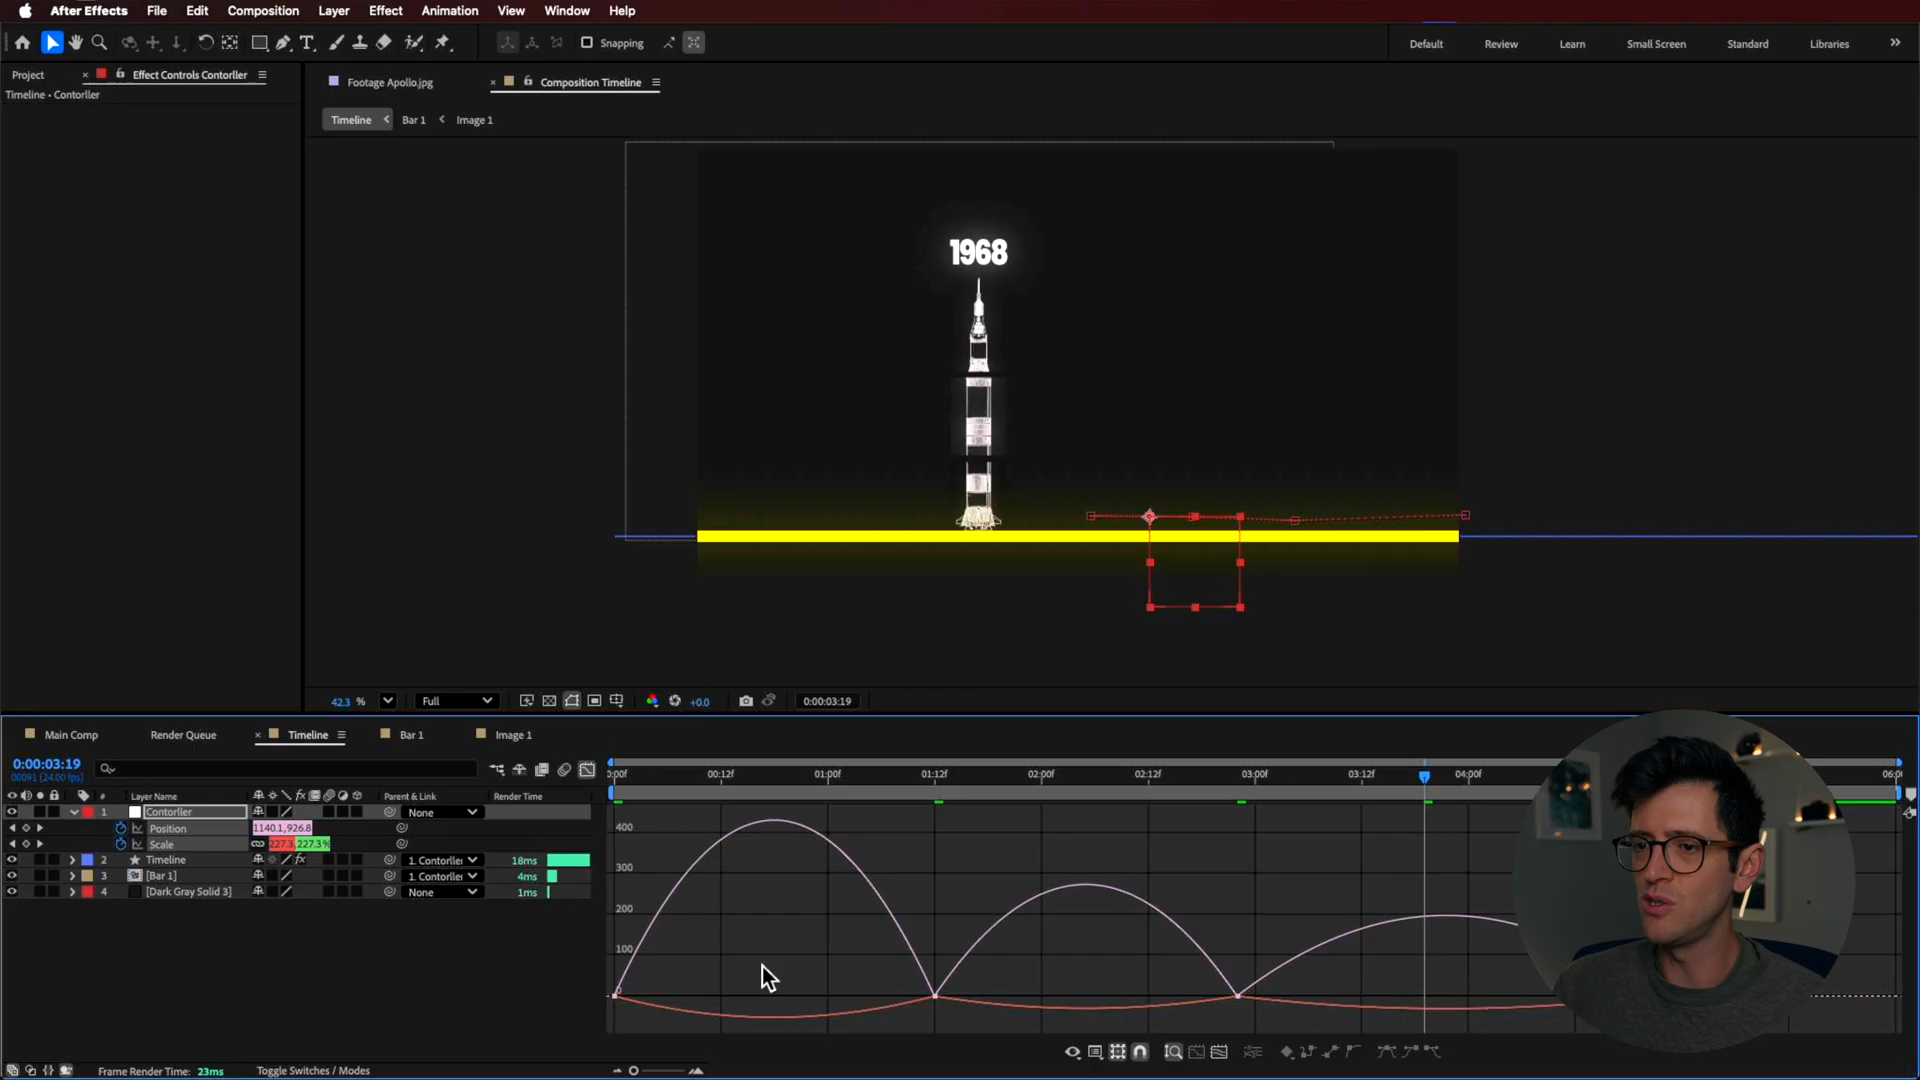 After Effects File Edit Composition Layer Effect Animation View Window Help
Snapping Default Review Learn Small Screen Standard Libraries
Project Effect Controls Contorller Footage Apollo.jpg Composition Timeline
Timeline • Contorller
Timeline Bar 1 Image 1
1968
42.3 % Full +0.0 0:00:03:19
Main Comp Render Queue Timeline Bar 1 Image 1
0:00:03:19
00091 (24.00 fps)
:00f 00:12f 01:00f 01:12f 02:00f 02:12f 03:00f 03:12f 04:00f 06:0
# Layer Name Parent & Link Render Time
1 Contorller None
Position 1140.1,926.8
Scale 227.3,227.3%
2 Timeline fx 1. Contorller 18ms
3 [Bar 1] 1. Contorller 4ms
4 [Dark Gray Solid 3] None 1ms
400
300
200
100
0
Frame Render Time: 23ms Toggle Switches / Modes